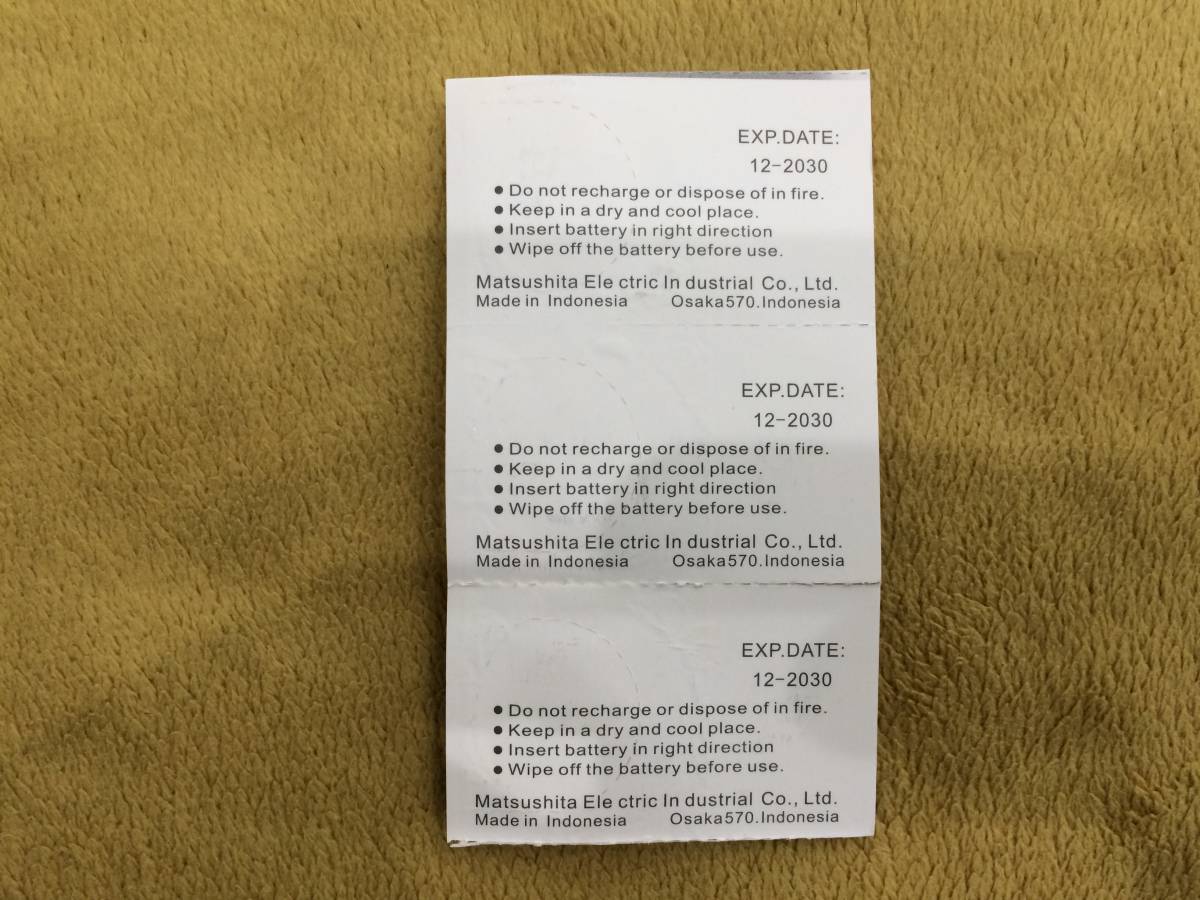 EXP.DATE:
12-2030
● Do not recharge or dispose of in fire.
● Keep in a dry and cool place.
● Insert battery in right direction
● Wipe off the battery before use.
Matsushita Ele ctric In dustrial Co., Ltd.
Made in Indonesia Osaka570.Indonesia
EXP.DATE:
12-2030
● Do not recharge or dispose of in fire.
● Keep in a dry and cool place.
● Insert battery in right direction
● Wipe off the battery before use.
Matsushita Ele ctric In dustrial Co., Ltd.
Made in Indonesia Osaka570.Indonesia
EXP.DATE:
12-2030
● Do not recharge or dispose of in fire.
● Keep in a dry and cool place.
● Insert battery in right direction
● Wipe off the battery before use.
Matsushita Ele ctric In dustrial Co., Ltd.
Made in Indonesia Osaka570.Indonesia